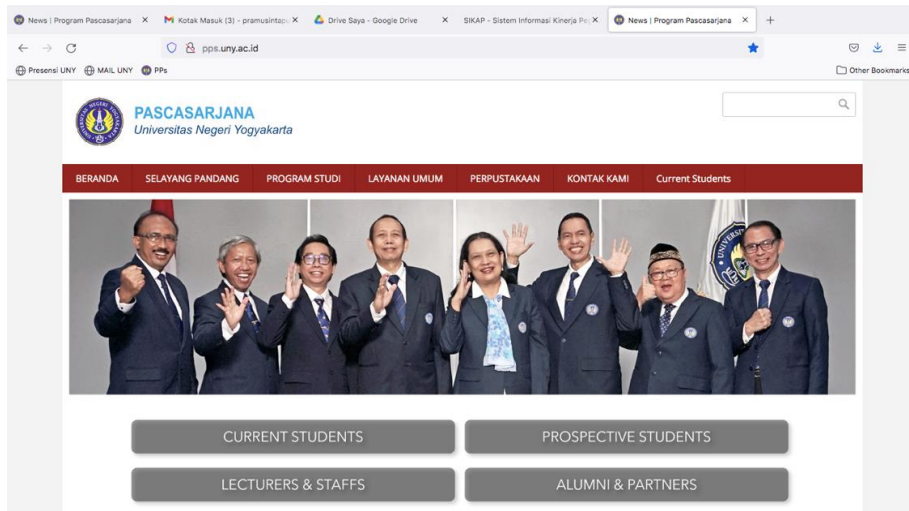 News | Program Pascasarjana
Kotak Masuk (3) - pramusintapp
Drive Saya - Google Drive
SIKAP - Sistem Informasi Kinerja
News | Program Pascasarjana
pps.uny.ac.id
Presensi UNY
MAIL UNY
PPs
Other Bookmarks
PASCASARJANA
Universitas Negeri Yogyakarta
BERANDA
SELAYANG PANDANG
PROGRAM STUDI
LAYANAN UMUM
PERPUSTAKAAN
KONTAK KAMI
Current Students
CURRENT STUDENTS
PROSPECTIVE STUDENTS
LECTURERS & STAFFS
ALUMNI & PARTNERS